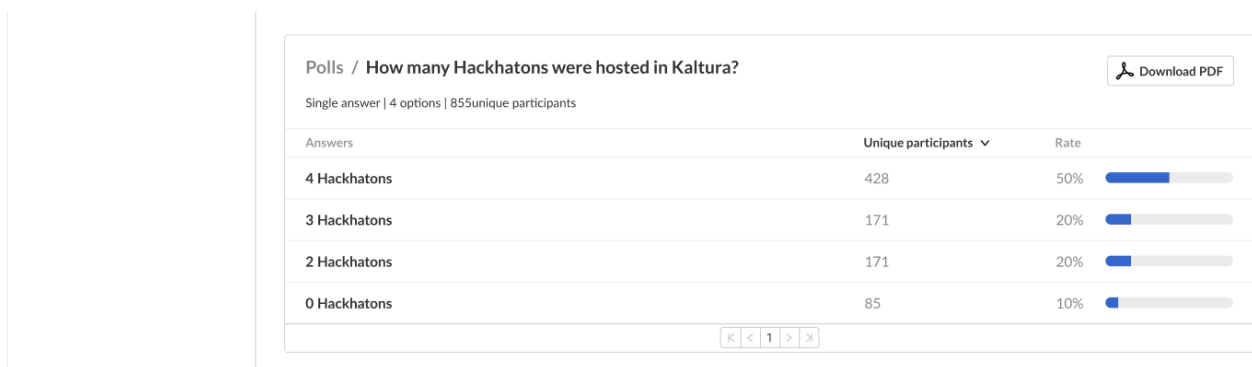 Polls / How many Hackhatons were hosted in Kaltura?
Download PDF
Single answer | 4 options | 855unique participants
Answers Unique participants Rate
4 Hackhatons 428 50%
3 Hackhatons 171 20%
2 Hackhatons 171 20%
0 Hackhatons 85 10%
1